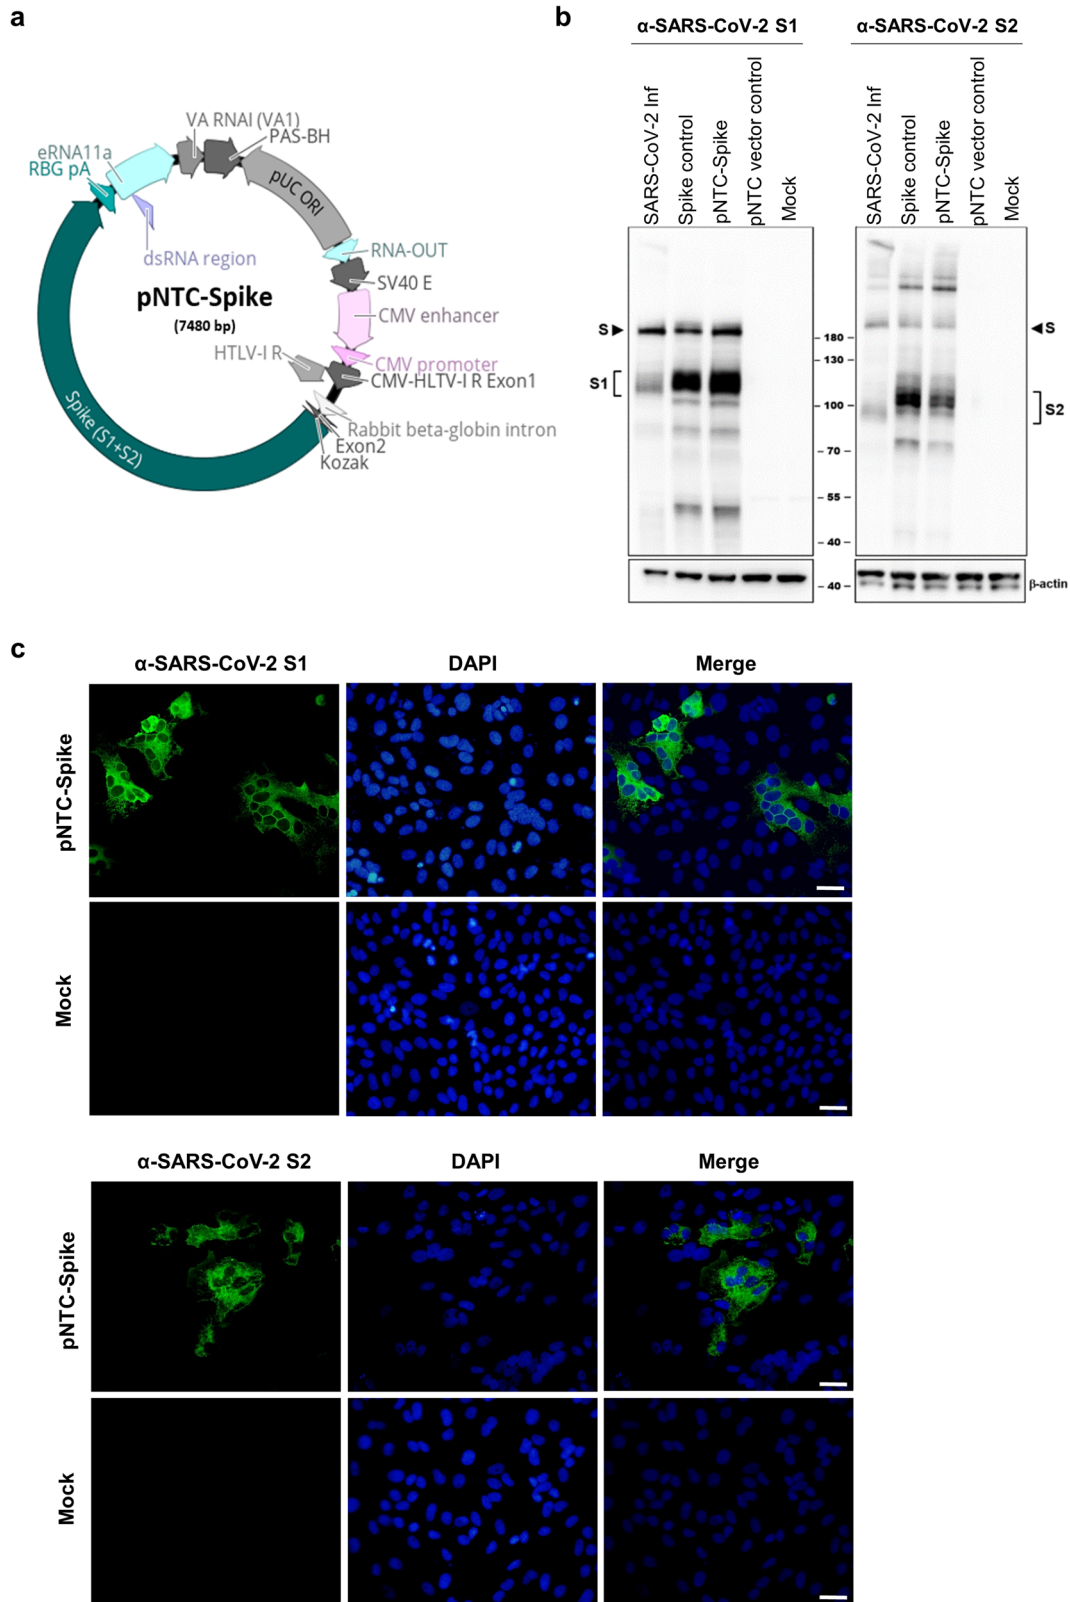 a
VA RNAI (VA1)
PAS-BH
eRNA11a
RBG pA
pUC ORI
dsRNA region
RNA-OUT
pNTC-Spike
(7480 bp)
SV40 E
CMV enhancer
HTLV-I R
CMV promoter
CMV-HLTV-I R Exon1
Spike (S1+S2)
Rabbit beta-globin intron
Exon2
Kozak
b
α-SARS-CoV-2 S1
α-SARS-CoV-2 S2
SARS-CoV-2 Inf
Spike control
pNTC-Spike
pNTC vector control
Mock
SARS-CoV-2 Inf
Spike control
pNTC-Spike
pNTC vector control
Mock
S
S1
- 180 -
- 130 -
- 100 -
- 70 -
- 55 -
- 40 -
- 40 -
S
S2
β-actin
c
α-SARS-CoV-2 S1
DAPI
Merge
pNTC-Spike
Mock
α-SARS-CoV-2 S2
DAPI
Merge
pNTC-Spike
Mock